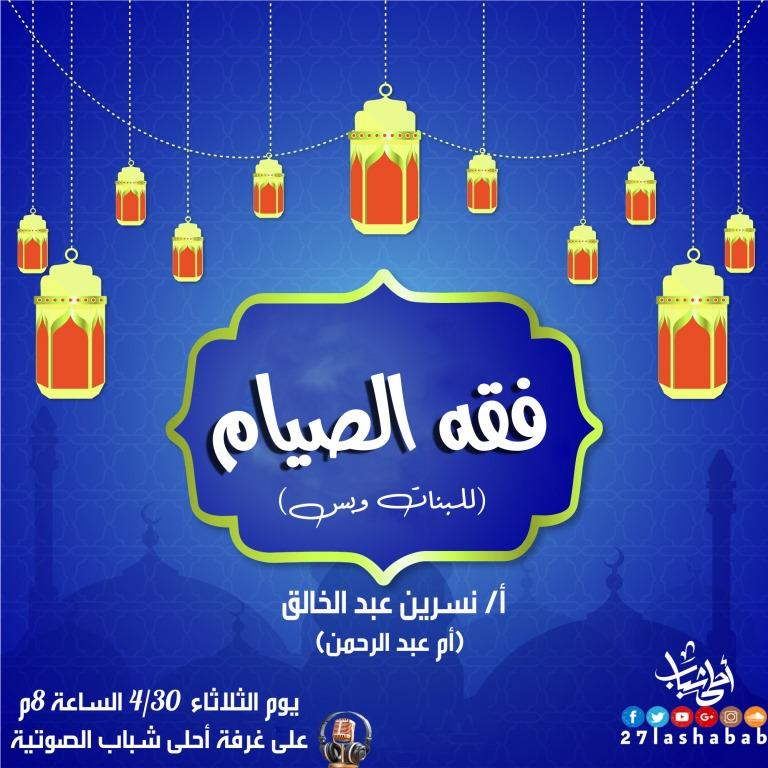 فقه الصيام
(للبنات وبس)
أ/ نسرين عبد الخالق
(أم عبد الرحمن)
يوم الثلاثاء 4/30 الساعة 8م
على غرفة أحلى شباب الصوتية
أحلى شباب
27lashabab